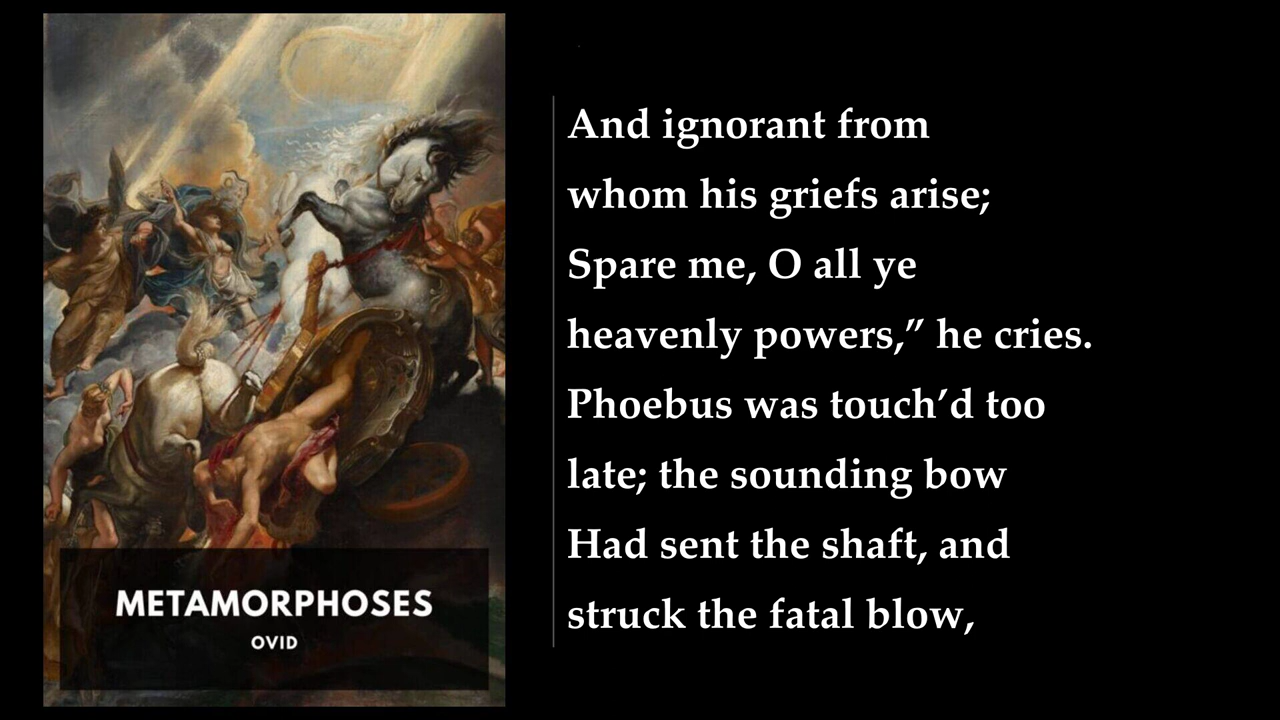 METAMORPHOSES
OVID
And ignorant from
whom his griefs arise;
Spare me, O all ye
heavenly powers,” he cries.
Phoebus was touch’d too
late; the sounding bow
Had sent the shaft, and
struck the fatal blow,